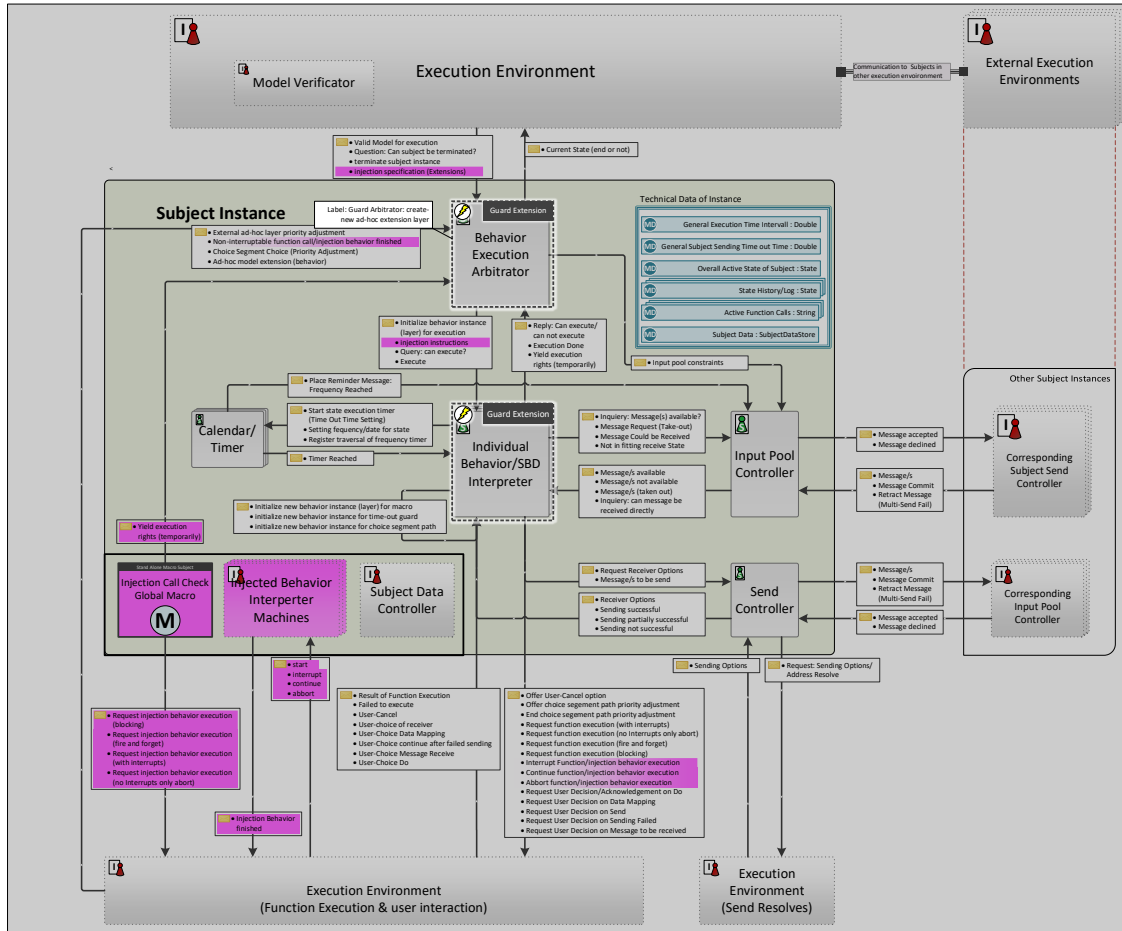 Execution Environment
Model Verificator
Communication to Subjects in
other execution envoironment
External Execution
Environments
• Valid Model for execution
• Question: Can subject be terminated?
• terminate subject instance
• injection specification (Extensions)
• Current State (end or not)
<
Subject Instance
Label: Guard Arbitrator: create-
new ad-hoc extension layer
Guard Extension
Behavior
Execution
Arbitrator
• External ad-hoc layer priority adjustment
• Non-interruptable function call/injection behavior finished
• Choice Segment Choice (Priority Adjustment)
• Ad-hoc model extension (behavior)
Technical Data of Instance
MD
General Execution Time Intervall : Double
MD
General Subject Sending Time out Time : Double
MD
Overall Active State of Subject : State
MD
State History/Log : State
MD
Active Function Calls : String
MD
Subject Data : SubjectDataStore
• Initialize behavior instance
(layer) for execution
• injection instructions
• Query: can execute?
• Execute
• Reply: Can execute/
can not execute
• Execution Done
• Yield execution
rights (temporarily)
• Input pool constraints
• Place Reminder Message:
Frequency Reached
Calendar/
Timer
• Start state execution timer
(Time Out Time Setting)
• Setting fequency/date for state
• Register traversal of frequency timer
• Timer Reached
Guard Extension
Individual
Behavior/SBD
Interpreter
• Inquiry: Message(s) available?
• Message Request (Take-out)
• Message Could be Received
• Not in fitting receive State
• Message/s available
• Message/s not available
• Message/s (taken out)
• Inquiry: can message be
received directly
Input Pool
Controller
• Message accepted
• Message declined
• Message/s
• Message Commit
• Retract Message
(Multi-Send Fail)
Other Subject Instances
Corresponding
Subject Send
Controller
• Initialize new behavior instance (layer) for macro
• initialize new behavior instance for time-out guard
• initialize new behavior instance for choice segment path
• Yield execution
rights (temporarily)
Stand Alone Macro Subject
Injection Call Check
Global Macro
M
Injected Behavior
Interperter
Machines
Subject Data
Controller
• Request Receiver Options
• Message/s to be send
• Receiver Options
• Sending successful
• Sending partially successful
• Sending not successful
Send
Controller
• Message/s
• Message Commit
• Retract Message
(Multi-Send Fail)
• Message accepted
• Message declined
Corresponding
Input Pool
Controller
• start
• interrupt
• continue
• abort
• Sending Options
• Request: Sending Options/
Address Resolve
• Request injection behavior execution
(blocking)
• Request injection behavior execution
(fire and forget)
• Request injection behavior execution
(with interrupts)
• Request injection behavior execution
(no Interrupts only abort)
• Result of Function Execution
• Failed to execute
• User-Cancel
• User-choice of receiver
• User-Choice Data Mapping
• User-Choice continue after failed sending
• User-Choice Message Receive
• User-Choice Do
• Offer User-Cancel option
• Offer choice segement path priority adjustment
• End choice segement path priority adjustment
• Request function execution (with interrupts)
• Request function execution (no Interrupts only abort)
• Request function execution (fire and forget)
• Request function execution (blocking)
• Interrupt Function/injection behavior execution
• Continue function/injection behavior execution
• Abbort function/injection behavior execution
• Request User Decision/Acknowledgement on Do
• Request User Decision on Data Mapping
• Request User Decision on Send
• Request User Decision on Sending Failed
• Request User Decision on Message to be received
• Injection Behavior
finished
Execution Environment
(Function Execution & user interaction)
Execution
Environment
(Send Resolves)